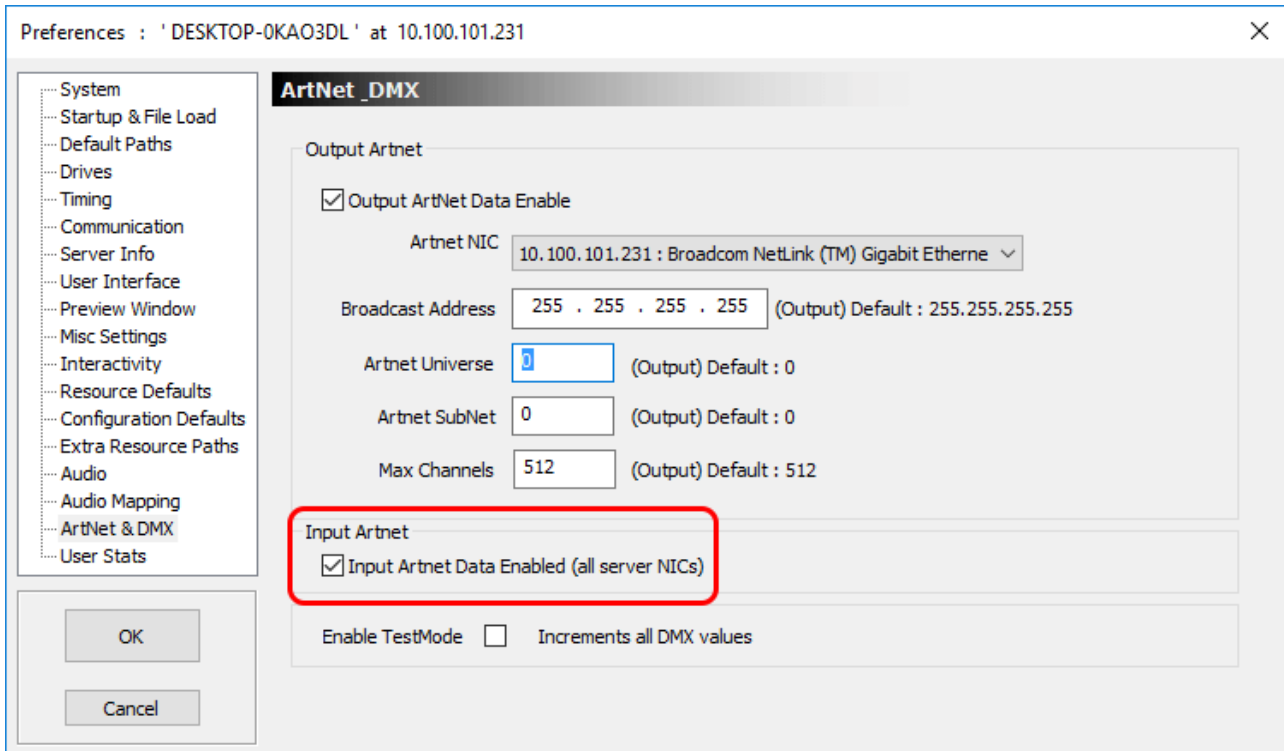 Preferences : ' DESKTOP-0KAO3DL ' at 10.100.101.231
System
Startup & File Load
Default Paths
Drives
Timing
Communication
Server Info
User Interface
Preview Window
Misc Settings
Interactivity
Resource Defaults
Configuration Defaults
Extra Resource Paths
Audio
Audio Mapping
ArtNet & DMX
User Stats
OK
Cancel
ArtNet _DMX
Output Artnet
Output ArtNet Data Enable
Artnet NIC 10.100.101.231 : Broadcom NetLink (TM) Gigabit Etherne
Broadcast Address 255 . 255 . 255 . 255 (Output) Default : 255.255.255.255
Artnet Universe 0 (Output) Default : 0
Artnet SubNet 0 (Output) Default : 0
Max Channels 512 (Output) Default : 512
Input Artnet
Input Artnet Data Enabled (all server NICs)
Enable TestMode Increments all DMX values